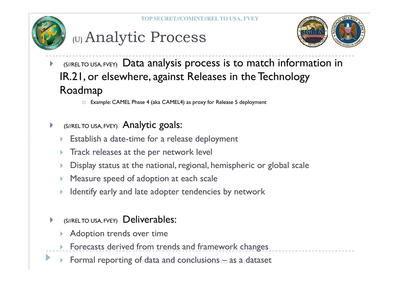 TOP SECRET//COMINT//REL TO USA, FVEY
(U) Analytic Process
(S//REL TO USA, FVEY) Data analysis process is to match information in
IR.21, or elsewhere, against Releases in the Technology
Roadmap
Example: CAMEL Phase 4 (aka CAMEL4) as proxy for Release 5 deployment
(S//REL TO USA, FVEY) Analytic goals:
Establish a date-time for a release deployment
Track releases at the per network level
Display status at the national, regional, hemispheric or global scale
Measure speed of adoption at each scale
Identify early and late adopter tendencies by network
(S//REL TO USA, FVEY) Deliverables:
Adoption trends over time
Forecasts derived from trends and framework changes
Formal reporting of data and conclusions – as a dataset